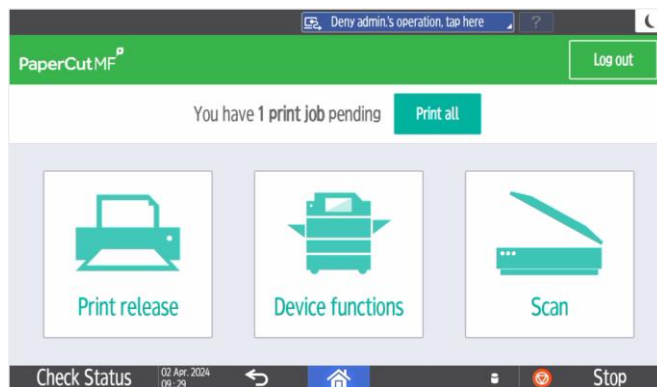 Deny admin.'s operation, tap here
?
PaperCut MF
Log out
You have 1 print job pending
Print all
Print release
Device functions
Scan
Check Status
02 Apr. 2024
09:29
Stop